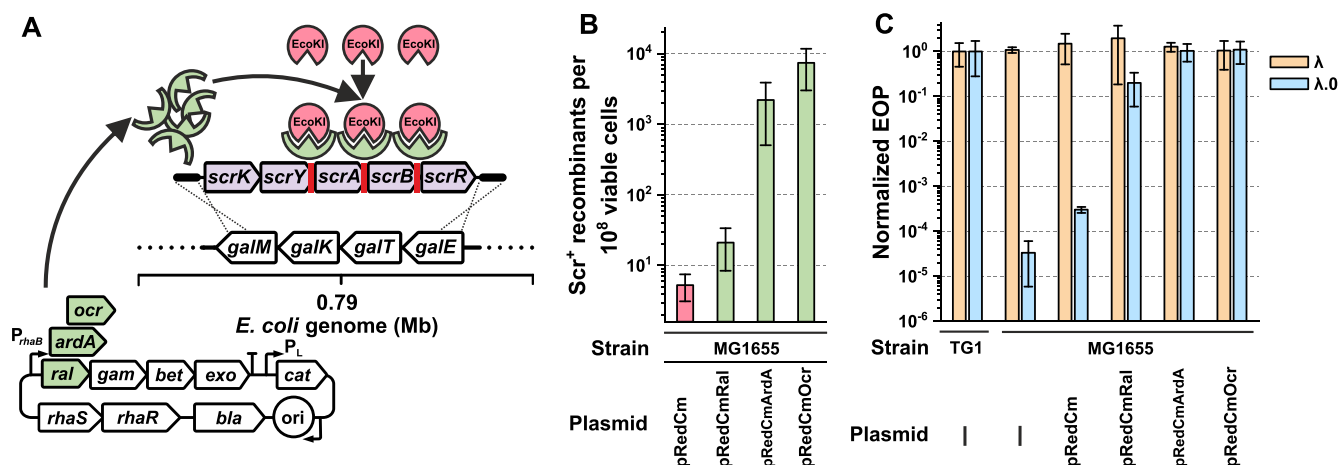 A
EcoKI EcoKI EcoKI
EcoKI EcoKI EcoKI
scrK scrY scrA scrB scrR
galM galK galT galE
0.79
E. coli genome (Mb)
ocr
PrhaB ardA
ral gam bet exo PL cat
rhaS rhaR bla ori
B
Scr+ recombinants per
10^8 viable cells
10^4
10^3
10^2
10^1
Strain MG1655
Plasmid
pRedCm
pRedCmRal
pRedCmArdA
pRedCmOcr
C
Normalized EOP
10^0
10^-1
10^-2
10^-3
10^-4
10^-5
10^-6
λ
λ.0
Strain TG1 MG1655
Plasmid
|
|
pRedCm
pRedCmRal
pRedCmArdA
pRedCmOcr